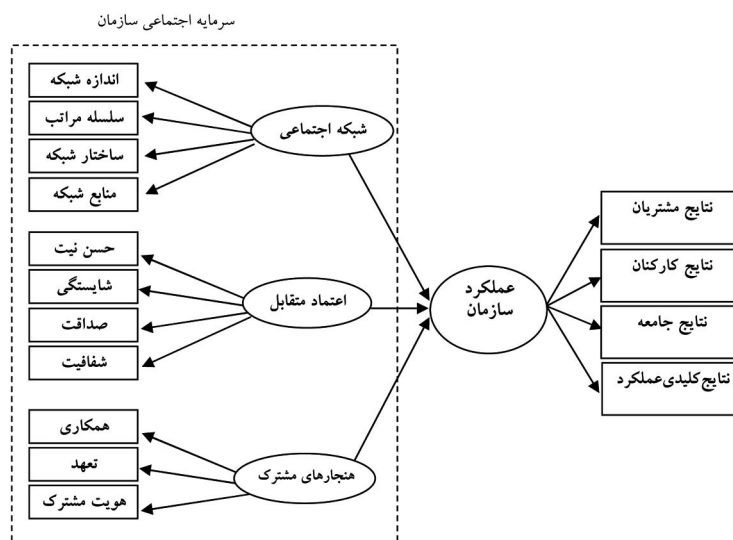 سرمایه اجتماعی سازمان
اندازه شبکه
سلسله مراتب
ساختار شبکه
منابع شبکه
شبکه اجتماعی
حسن نیت
شایستگی
صداقت
شفافیت
اعتماد متقابل
همکاری
تعهد
هویت مشترک
هنجارهای مشترک
عملکرد
سازمان
نتایج مشتریان
نتایج کارکنان
نتایج جامعه
نتایج کلیدی عملکرد